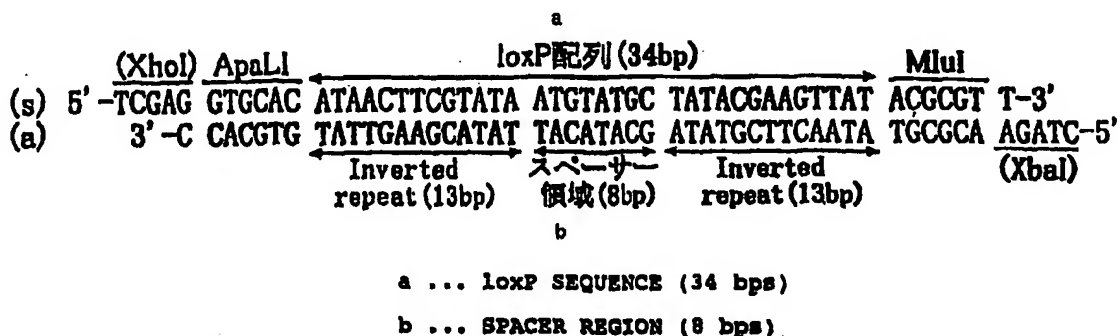 a
loxP配列(34bp)
(XhoI) ApaLI MluI
(s) 5'-TCGAG GTGCAC ATAACTTCGTATA ATGTATGC TATACGAAGTTAT ACGCGT T-3'
(a) 3'-C CACGTG TATTGAAGCATAT TACATACG ATATGCTTCAATA TGCGCA AGATC-5'
Inverted スペーサー Inverted (XbaI)
repeat(13bp) 領域(8bp) repeat(13bp)
b
a ... loxP SEQUENCE (34 bps)
b ... SPACER REGION (8 bps)